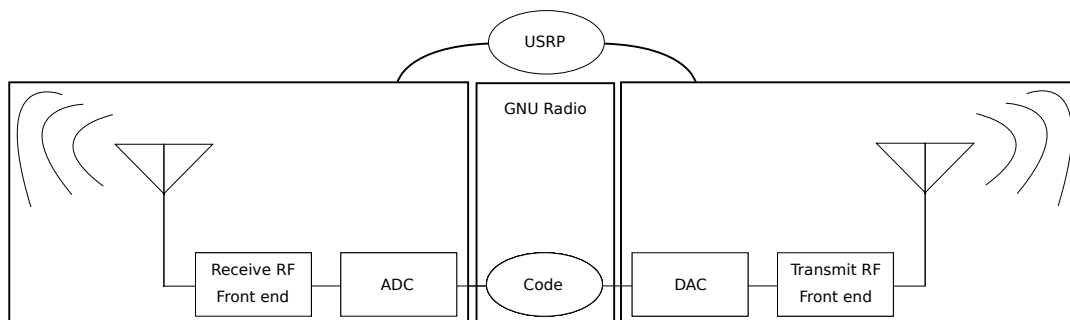 USRP
GNU Radio
Receive RF
Front end
ADC
Code
DAC
Transmit RF
Front end